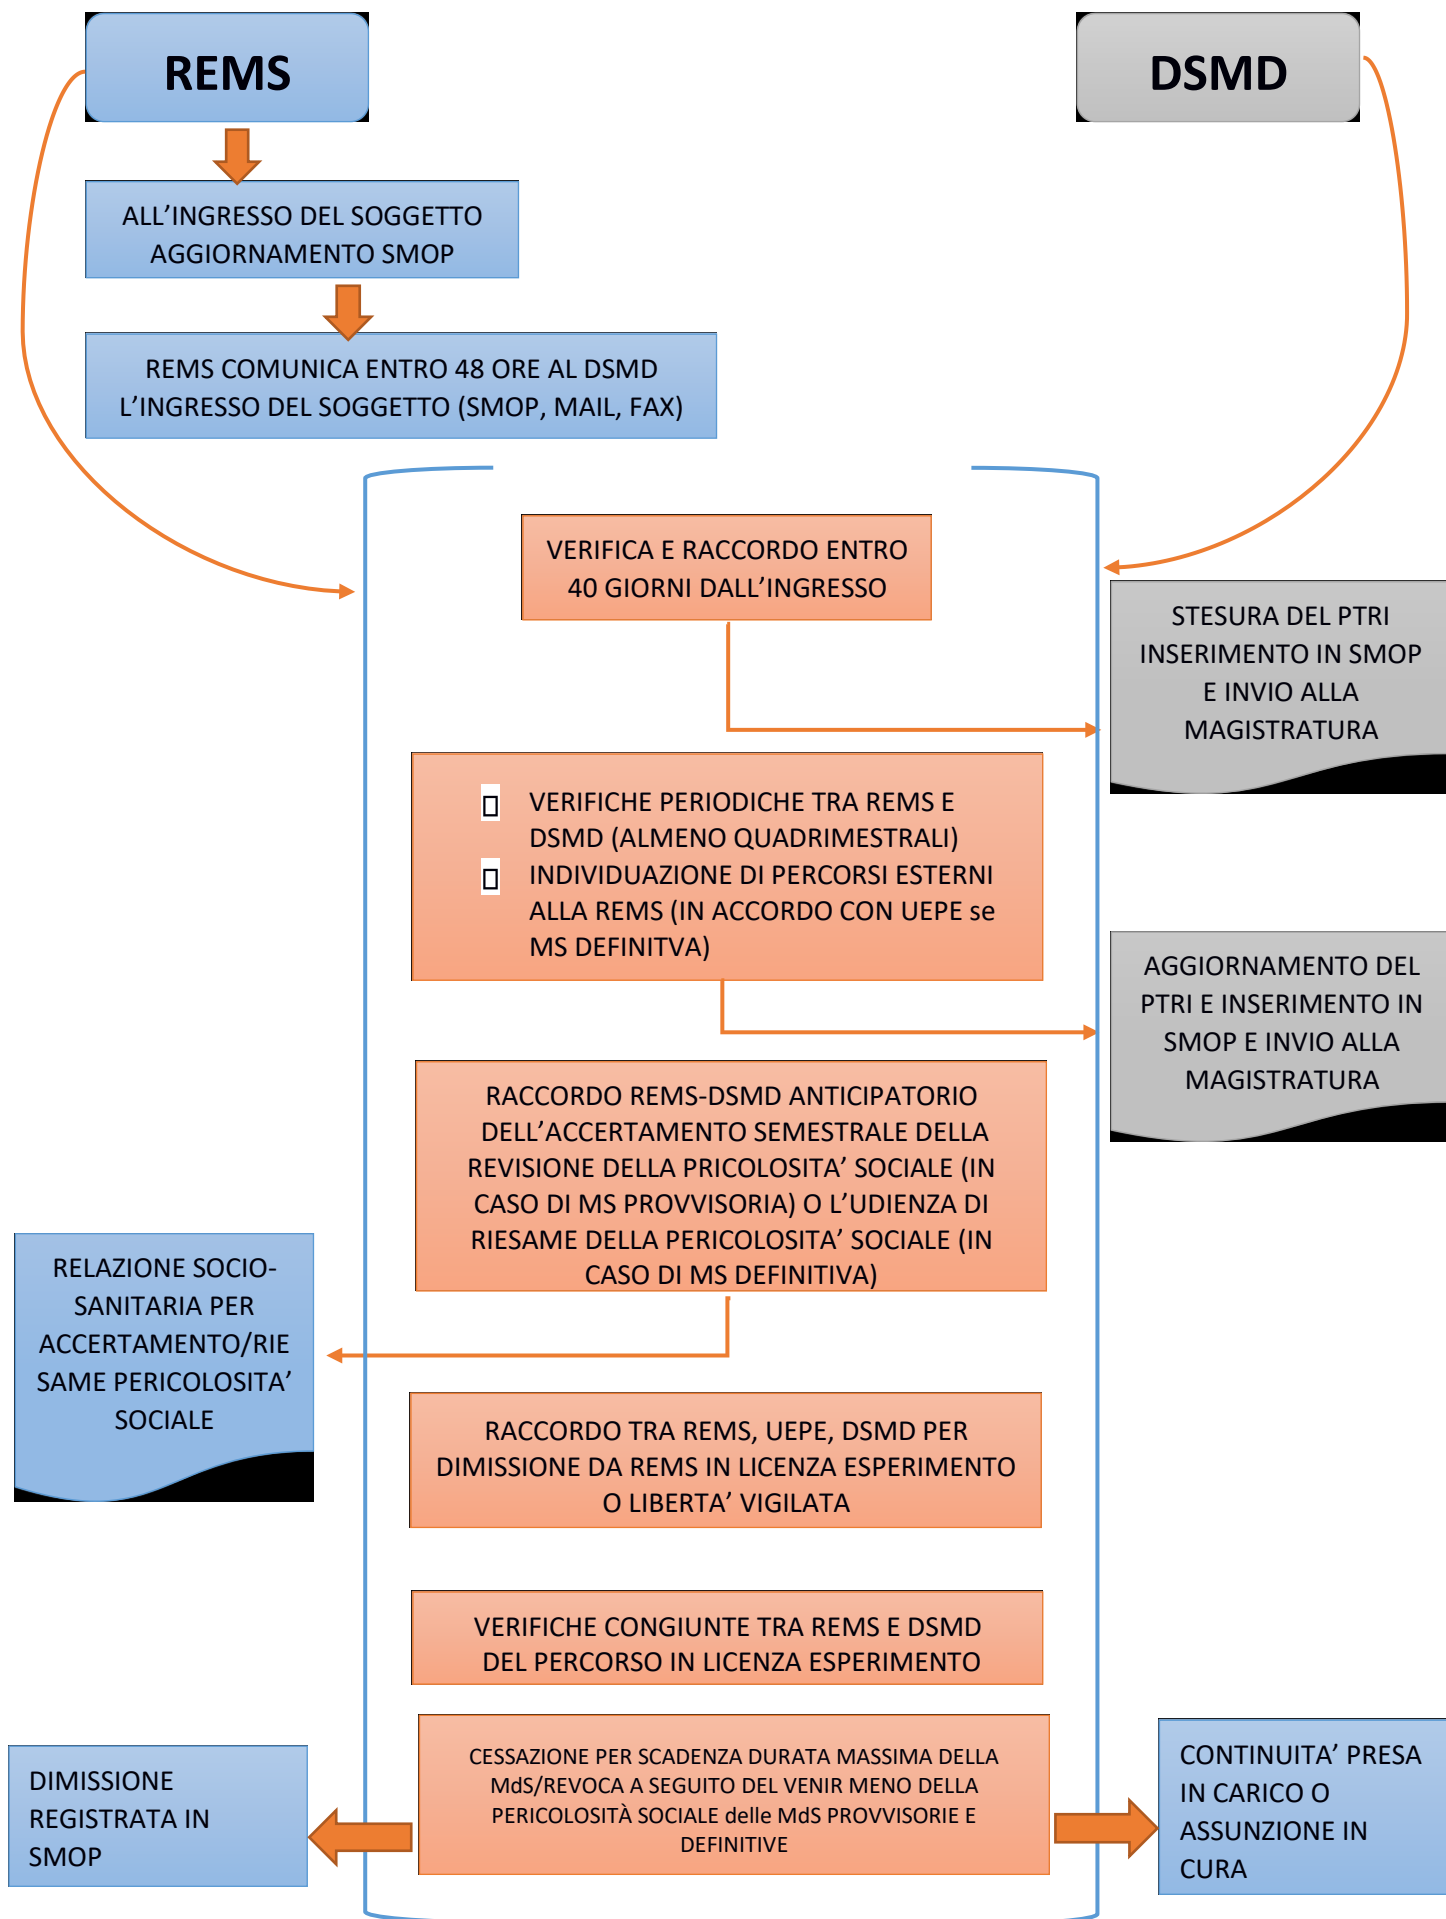 REMS
DSMD
ALL’INGRESSO DEL SOGGETTO
AGGIORNAMENTO SMOP
REMS COMUNICA ENTRO 48 ORE AL DSMD
L’INGRESSO DEL SOGGETTO (SMOP, MAIL, FAX)
VERIFICA E RACCORDO ENTRO
40 GIORNI DALL’INGRESSO
STESURA DEL PTRI
INSERIMENTO IN SMOP
E INVIO ALLA
MAGISTRATURA
VERIFICHE PERIODICHE TRA REMS E
DSMD (ALMENO QUADRIMESTRALI)
INDIVIDUAZIONE DI PERCORSI ESTERNI
ALLA REMS (IN ACCORDO CON UEPE se
MS DEFINITVA)
AGGIORNAMENTO DEL
PTRI E INSERIMENTO IN
SMOP E INVIO ALLA
MAGISTRATURA
RACCORDO REMS-DSMD ANTICIPATORIO
DELL’ACCERTAMENTO SEMESTRALE DELLA
REVISIONE DELLA PRICOLOSITA’ SOCIALE (IN
CASO DI MS PROVVISORIA) O L’UDIENZA DI
RIESAME DELLA PERICOLOSITA’ SOCIALE (IN
CASO DI MS DEFINITIVA)
RELAZIONE SOCIO-
SANITARIA PER
ACCERTAMENTO/RIE
SAME PERICOLOSITA’
SOCIALE
RACCORDO TRA REMS, UEPE, DSMD PER
DIMISSIONE DA REMS IN LICENZA ESPERIMENTO
O LIBERTA’ VIGILATA
VERIFICHE CONGIUNTE TRA REMS E DSMD
DEL PERCORSO IN LICENZA ESPERIMENTO
CESSAZIONE PER SCADENZA DURATA MASSIMA DELLA
MdS/REVOCA A SEGUITO DEL VENIR MENO DELLA
PERICOLOSITÀ SOCIALE delle MdS PROVVISORIE E
DEFINITIVE
DIMISSIONE
REGISTRATA IN
SMOP
CONTINUITA’ PRESA
IN CARICO O
ASSUNZIONE IN
CURA